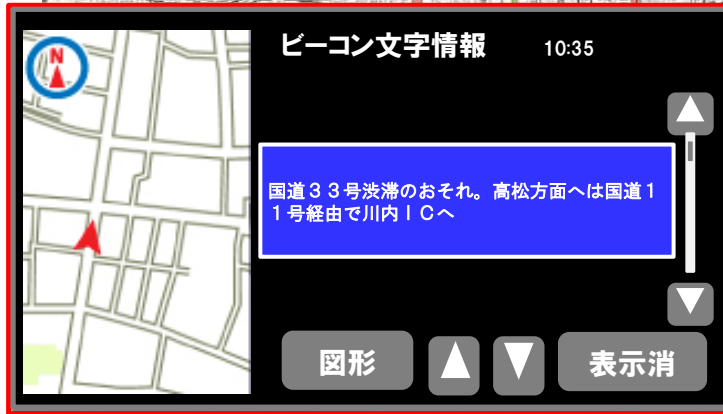 N
ビーコン文字情報 10:35
国道33号渋滞のおそれ。高松方面へは国道1
1号経由で川内ICへ
図形
表示消